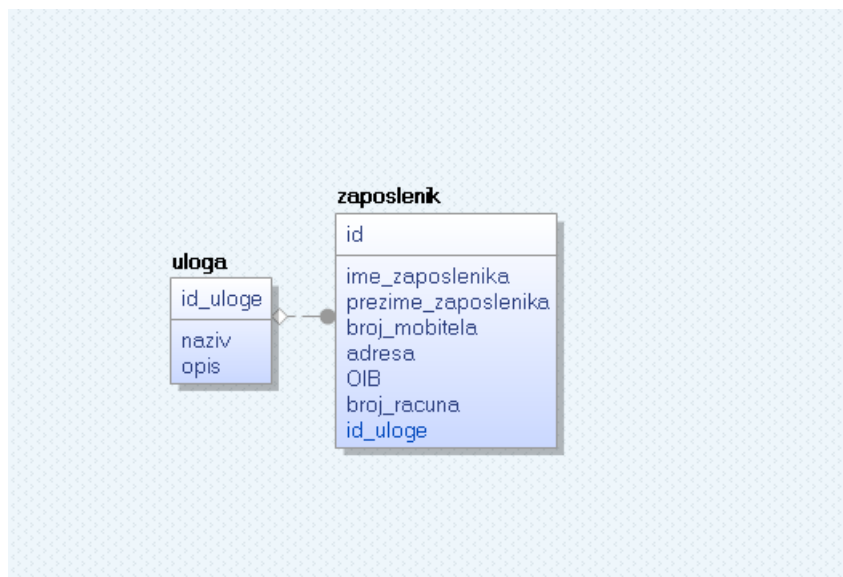 uloga
id_uloge
naziv
opis
zaposlenik
id
ime_zaposlenika
prezime_zaposlenika
broj_mobitela
adresa
OIB
broj_racuna
id_uloge